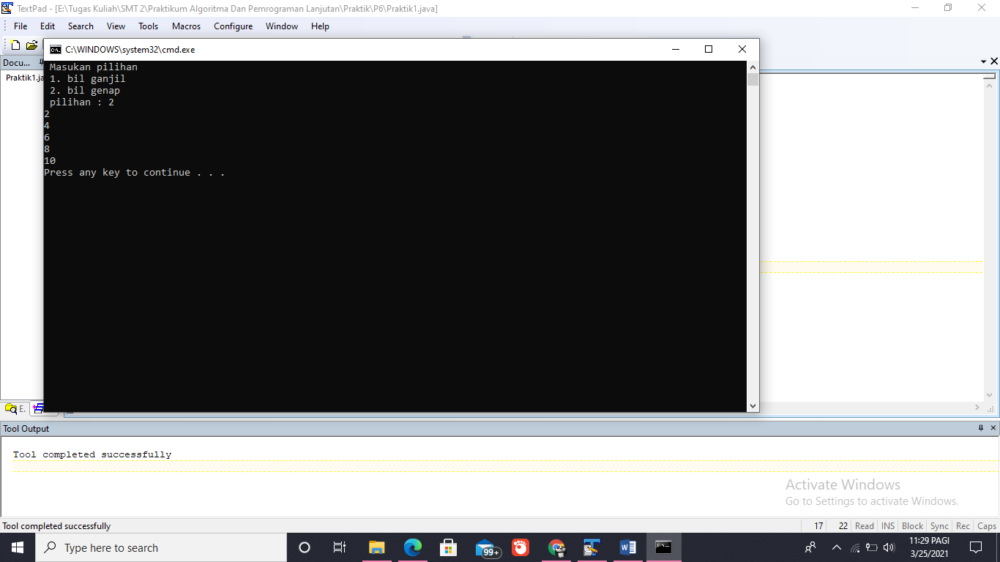 TextPad - [E:\Tugas Kuliah\SMT 2\Praktikum Algoritma Dan Pemrograman Lanjutan\Praktik\P6\Praktik1.java]
File Edit Search View Tools Macros Configure Window Help
C:\WINDOWS\system32\cmd.exe
Docu...
Praktik1.ja
Masukan pilihan
1. bil ganjil
2. bil genap
pilihan : 2
2
4
6
8
10
Press any key to continue . . .
E.
Tool Output
Tool completed successfully
Activate Windows
Go to Settings to activate Windows.
Tool completed successfully 17 22 Read INS Block Sync Rec Caps
Type here to search
99+
11:29 PAGI
3/25/2021